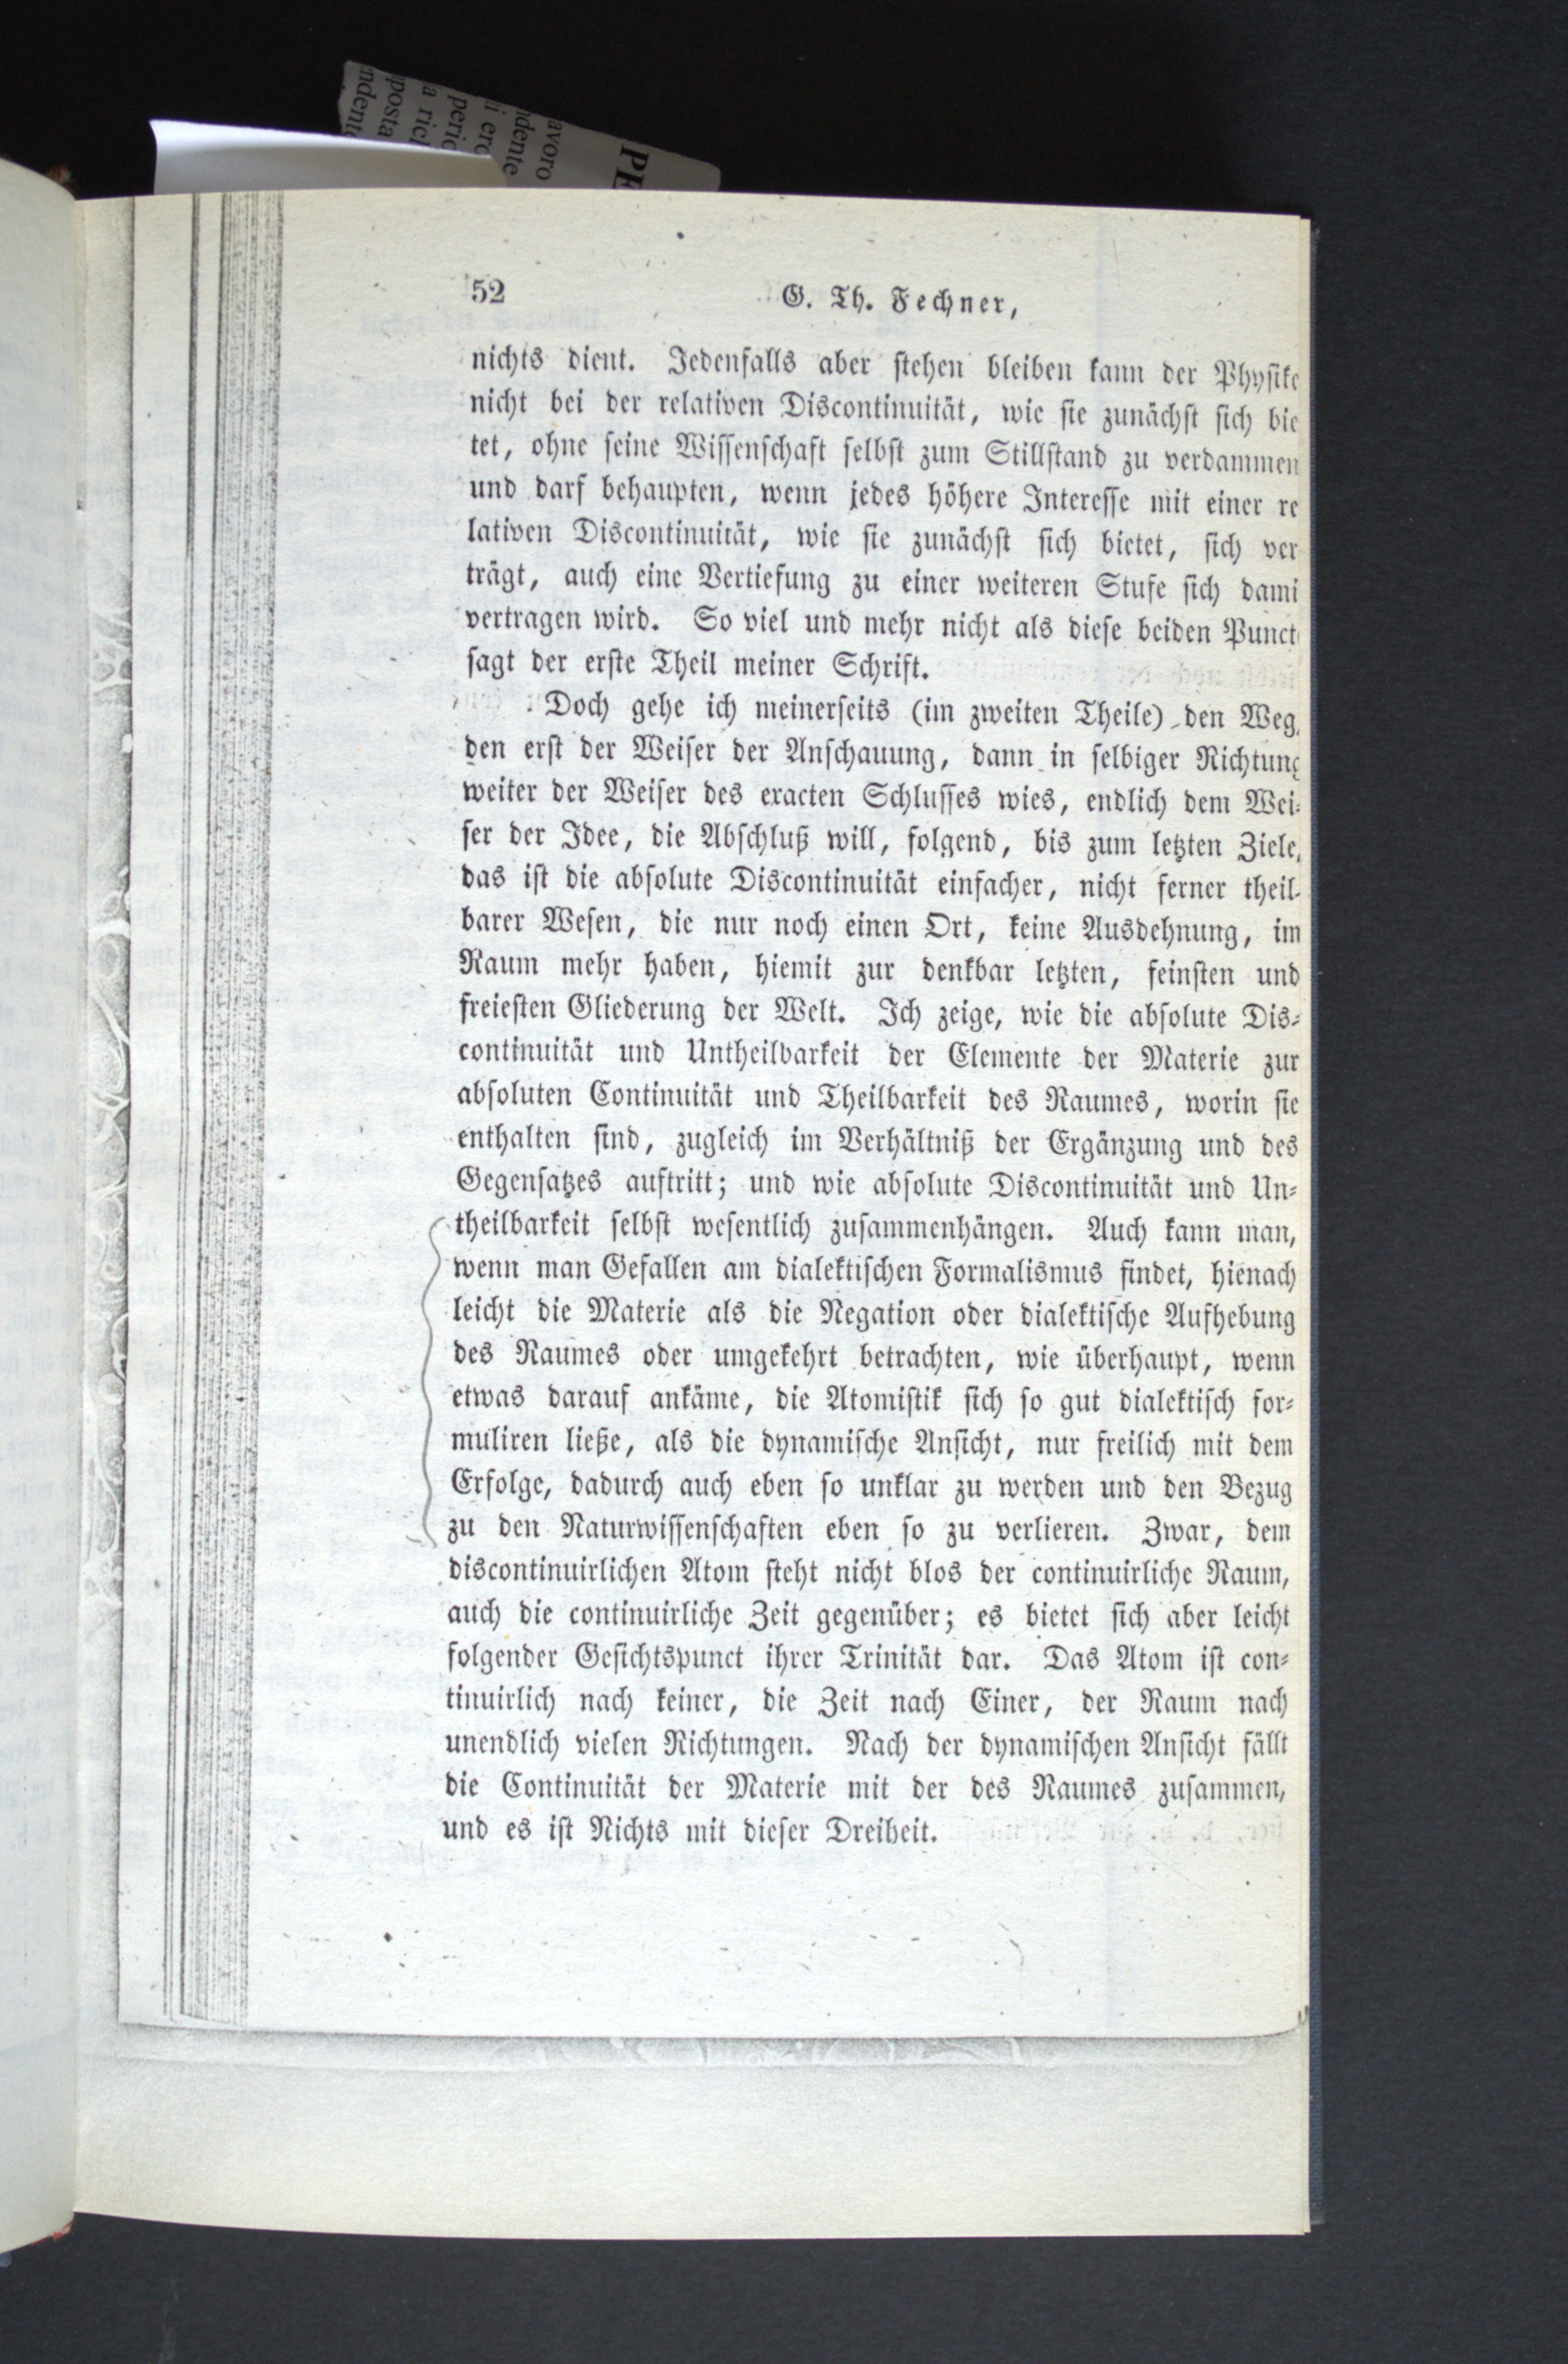 PE
avoro
idente
i erc
perio
a ricl
posta
ndent
52 G. Th. Fechner,
nichts dient. Jedenfalls aber stehen bleiben kann der Physike
nicht bei der relativen Discontinuität, wie sie zunächst sich bie
tet, ohne seine Wissenschaft selbst zum Stillstand zu verdammen
und darf behaupten, wenn jedes höhere Interesse mit einer re
lativen Discontinuität, wie sie zunächst sich bietet, sich ver
trägt, auch eine Vertiefung zu einer weiteren Stufe sich dami
vertragen wird. So viel und mehr nicht als diese beiden Punct
sagt der erste Theil meiner Schrift.
Doch gehe ich meinerseits (im zweiten Theile) den Weg,
den erst der Weiser der Anschauung, dann in selbiger Richtung
weiter der Weiser des exacten Schlusses wies, endlich dem Wei-
ser der Idee, die Abschluß will, folgend, bis zum letzten Ziele,
das ist die absolute Discontinuität einfacher, nicht ferner theil-
barer Wesen, die nur noch einen Ort, keine Ausdehnung, im
Raum mehr haben, hiemit zur denkbar letzten, feinsten und
freiesten Gliederung der Welt. Ich zeige, wie die absolute Dis-
continuität und Untheilbarkeit der Elemente der Materie zur
absoluten Continuität und Theilbarkeit des Raumes, worin sie
enthalten sind, zugleich im Verhältniß der Ergänzung und des
Gegensatzes auftritt; und wie absolute Discontinuität und Un-
theilbarkeit selbst wesentlich zusammenhängen. Auch kann man,
wenn man Gefallen am dialektischen Formalismus findet, hienach
leicht die Materie als die Negation oder dialektische Aufhebung
des Raumes oder umgekehrt betrachten, wie überhaupt, wenn
etwas darauf ankäme, die Atomistik sich so gut dialektisch for-
muliren ließe, als die dynamische Ansicht, nur freilich mit dem
Erfolge, dadurch auch eben so unklar zu werden und den Bezug
zu den Naturwissenschaften eben so zu verlieren. Zwar, dem
discontinuirlichen Atom steht nicht blos der continuirliche Raum,
auch die continuirliche Zeit gegenüber; es bietet sich aber leicht
folgender Gesichtspunct ihrer Trinität dar. Das Atom ist con-
tinuirlich nach keiner, die Zeit nach Einer, der Raum nach
unendlich vielen Richtungen. Nach der dynamischen Ansicht fällt
die Continuität der Materie mit der des Raumes zusammen,
und es ist Nichts mit dieser Dreiheit.